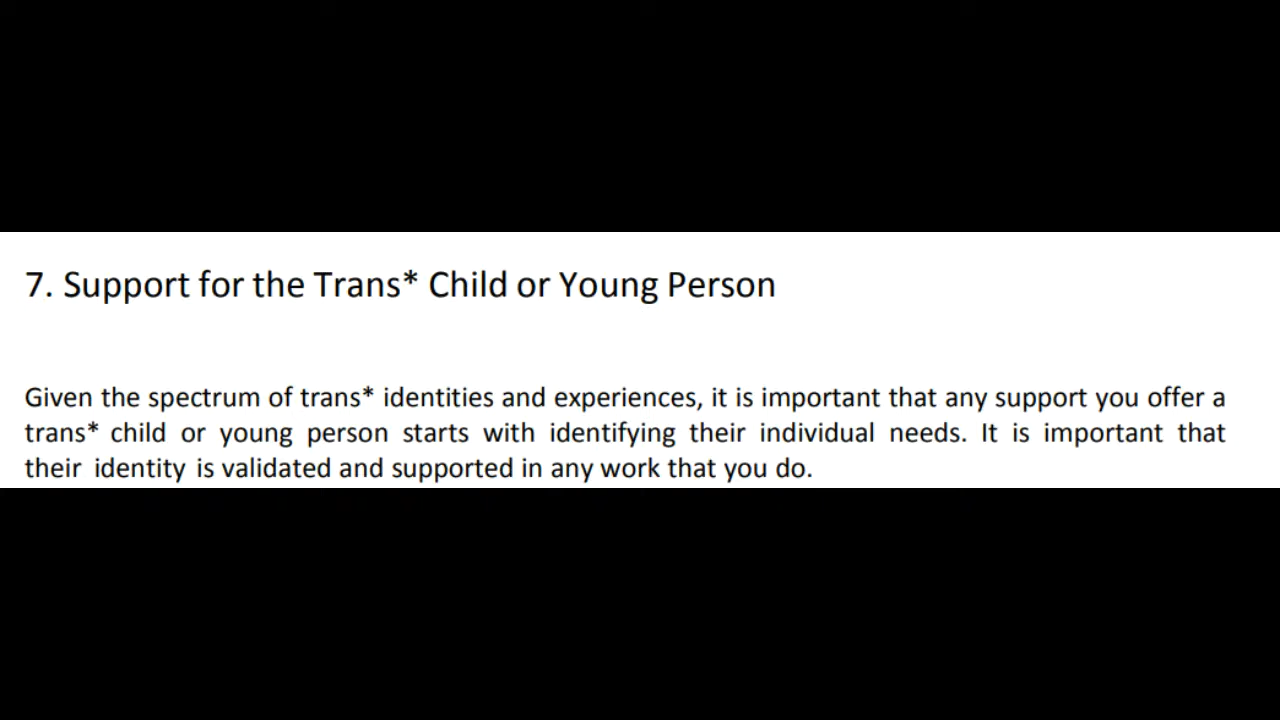 7. Support for the Trans* Child or Young Person
Given the spectrum of trans* identities and experiences, it is important that any support you offer a
trans* child or young person starts with identifying their individual needs. It is important that
their identity is validated and supported in any work that you do.